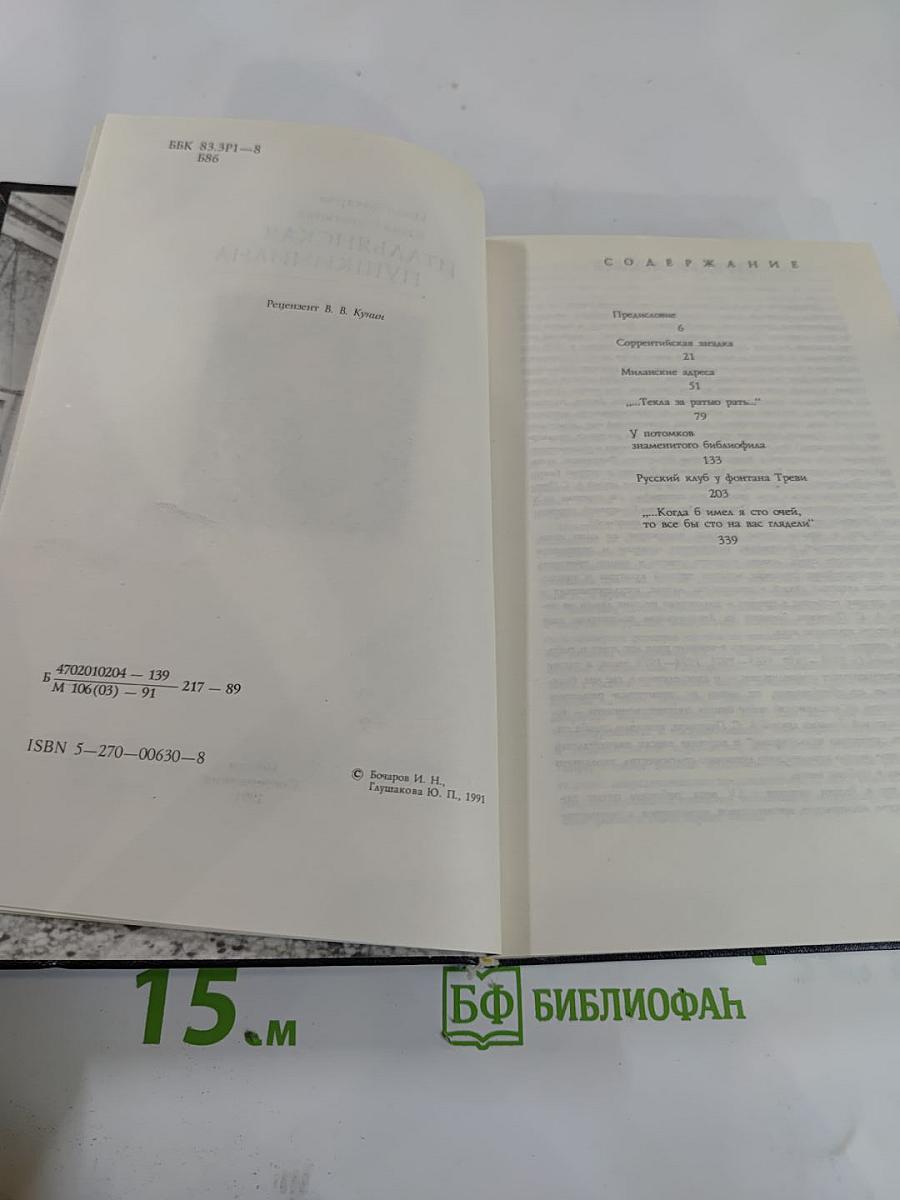 ББК 83.3Р1—8
Б86
Рецензент В. В. Кунин
Б 4702010204 — 139
М 106(03) — 91
217 — 89
ISBN 5—270—00630—8
© Бочаров И. Н.,
Глушакова Ю. П., 1991
СОДЕРЖАНИЕ
Предисловие
6
Соррентийская загадка
21
Миланские адреса
51
„...Текла за ратью рать..."
79
У потомков
знаменитого библиофила
133
Русский клуб у фонтана Треви
203
„...Когда б имел я сто очей,
то все бы сто на вас глядели"
339
15 см
БФ БИБЛИОФАН